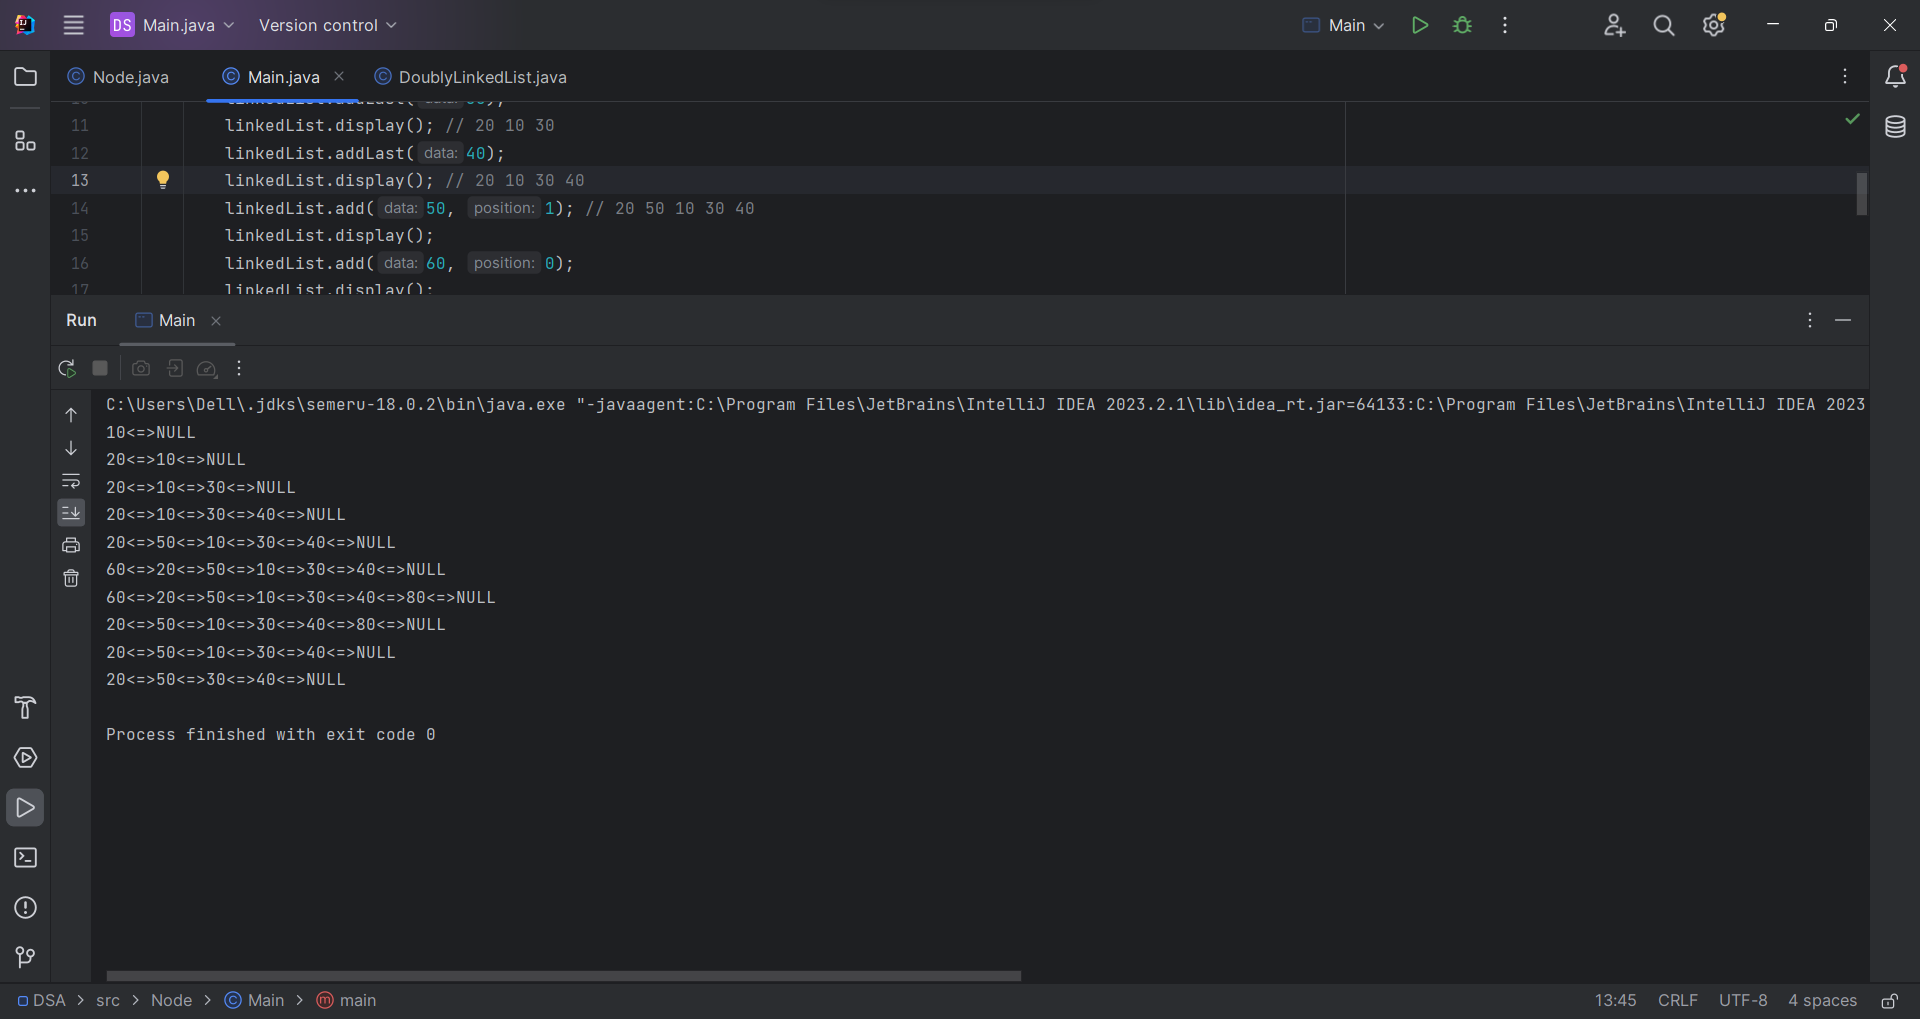 DS Main.java Version control Main
Node.java Main.java DoublyLinkedList.java
11 linkedList.display(); // 20 10 30
12 linkedList.addLast( data: 40);
13 linkedList.display(); // 20 10 30 40
14 linkedList.add( data: 50, position: 1); // 20 50 10 30 40
15 linkedList.display();
16 linkedList.add( data: 60, position: 0);
17 linkedList.display();
Run Main
C:\Users\Dell\.jdks\semeru-18.0.2\bin\java.exe "-javaagent:C:\Program Files\JetBrains\IntelliJ IDEA 2023.2.1\lib\idea_rt.jar=64133:C:\Program Files\JetBrains\IntelliJ IDEA 2023
10<=>NULL
20<=>10<=>NULL
20<=>10<=>30<=>NULL
20<=>10<=>30<=>40<=>NULL
20<=>50<=>10<=>30<=>40<=>NULL
60<=>20<=>50<=>10<=>30<=>40<=>NULL
60<=>20<=>50<=>10<=>30<=>40<=>80<=>NULL
20<=>50<=>10<=>30<=>40<=>80<=>NULL
20<=>50<=>10<=>30<=>40<=>NULL
20<=>50<=>30<=>40<=>NULL
Process finished with exit code 0
DSA > src > Node > Main > main 13:45 CRLF UTF-8 4 spaces